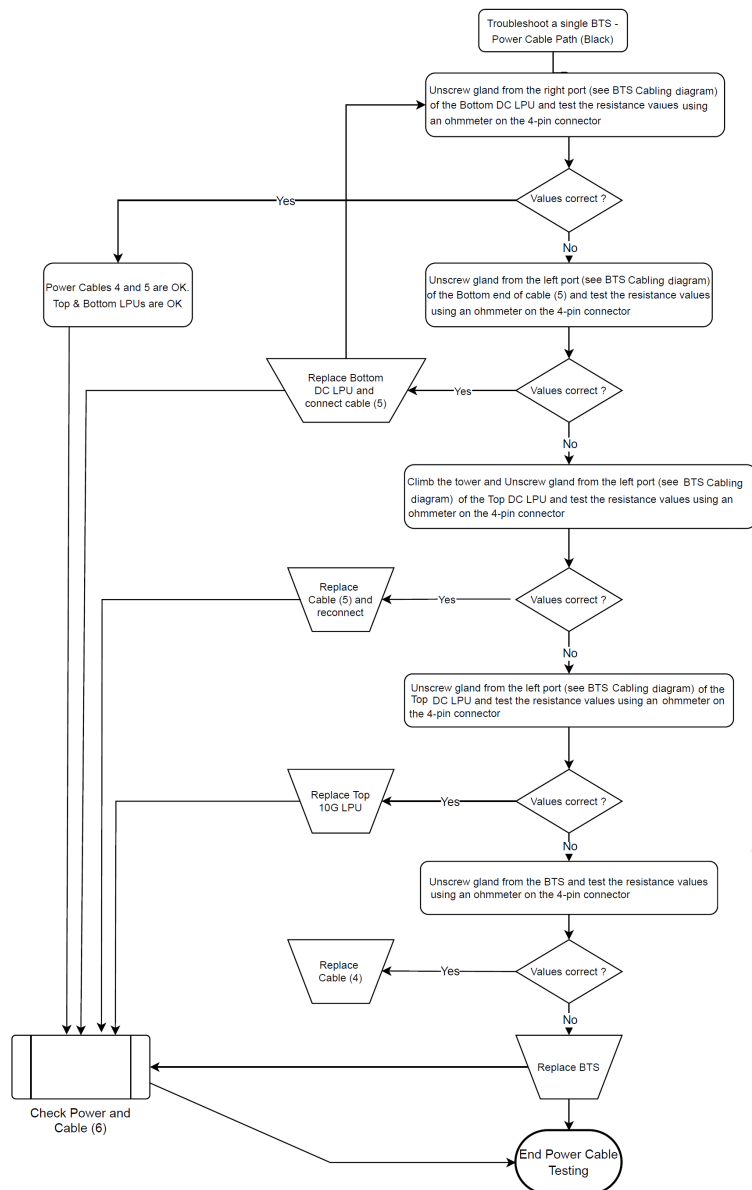 Troubleshoot a single BTS -
Power Cable Path (Black)
Unscrew gland from the right port (see BTS Cabling diagram)
of the Bottom DC LPU and test the resistance values using
an ohmmeter on the 4-pin connector
Values correct ?
Yes
No
Power Cables 4 and 5 are OK.
Top & Bottom LPUs are OK
Unscrew gland from the left port (see BTS Cabling diagram)
of the Bottom end of cable (5) and test the resistance values
using an ohmmeter on the 4-pin connector
Replace Bottom
DC LPU and
connect cable (5)
Yes
Values correct ?
No
Climb the tower and Unscrew gland from the left port (see BTS Cabling
diagram) of the Top DC LPU and test the resistance values using an
ohmmeter on the 4-pin connector
Replace
Cable (5) and
reconnect
Yes
Values correct ?
No
Unscrew gland from the left port (see BTS Cabling diagram) of the
Top DC LPU and test the resistance values using an ohmmeter on
the 4-pin connector
Replace Top
10G LPU
Yes
Values correct ?
No
Unscrew gland from the BTS and test the resistance values
using an ohmmeter on the 4-pin connector
Replace
Cable (4)
Yes
Values correct ?
No
Replace BTS
Check Power and
Cable (6)
End Power Cable
Testing